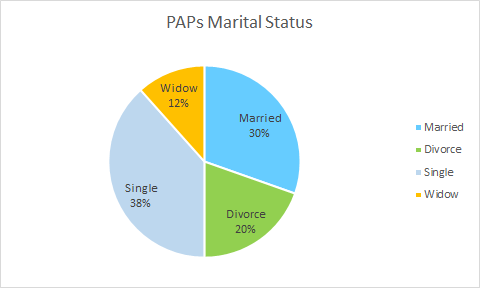 PAPs Marital Status
Widow
12%
Married
30%
Single
38%
Divorce
20%
Married
Divorce
Single
Widow